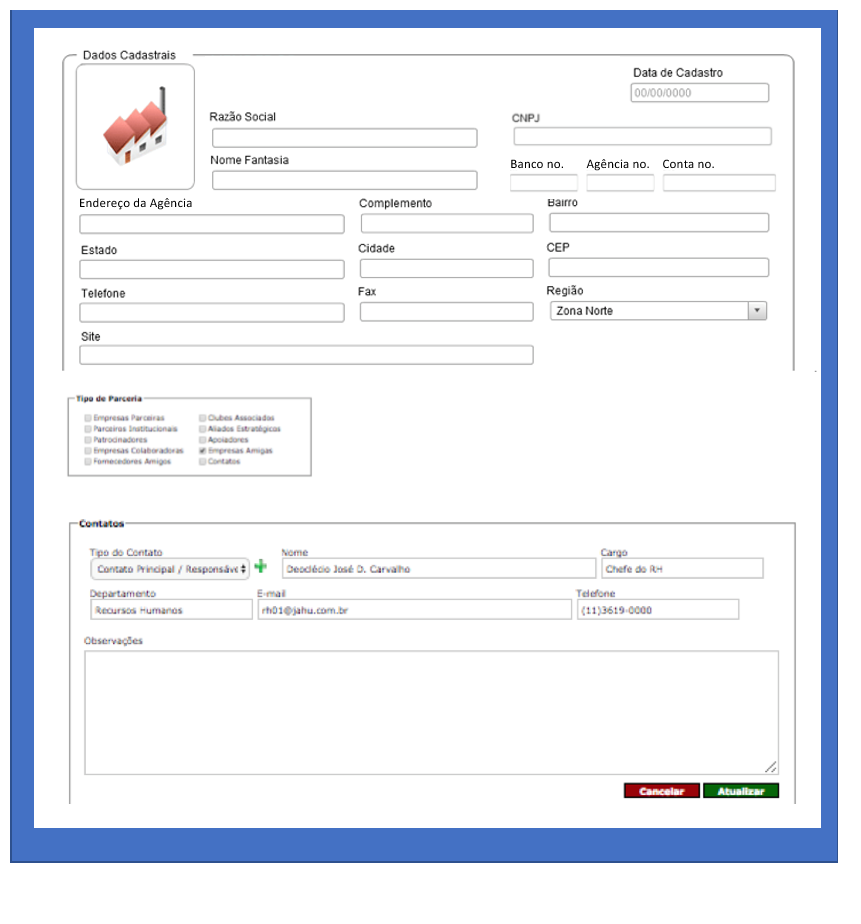 Dados Cadastrais
Data de Cadastro
00/00/0000
Razão Social
CNPJ
Nome Fantasia
Banco no. Agência no. Conta no.
Endereço da Agência Complemento Bairro
Estado Cidade CEP
Telefone Fax Região
Zona Norte
Site
Tipo de Parceria
Empresas Parceiras Clubes Associados
Parceiros Institucionais Aliados Estratégicos
Patrocinadores Apoiadores
Empresas Colaboradoras Empresas Amigas
Fornecedores Amigos Contatos
Contatos
Tipo do Contato Nome Cargo
Contato Principal / Responsáve Deoclécio José D. Carvalho Chefe do RH
Departamento E-mail Telefone
Recursos Humanos rh01@jahu.com.br (11)3619-0000
Observações
Cancelar Atualizar